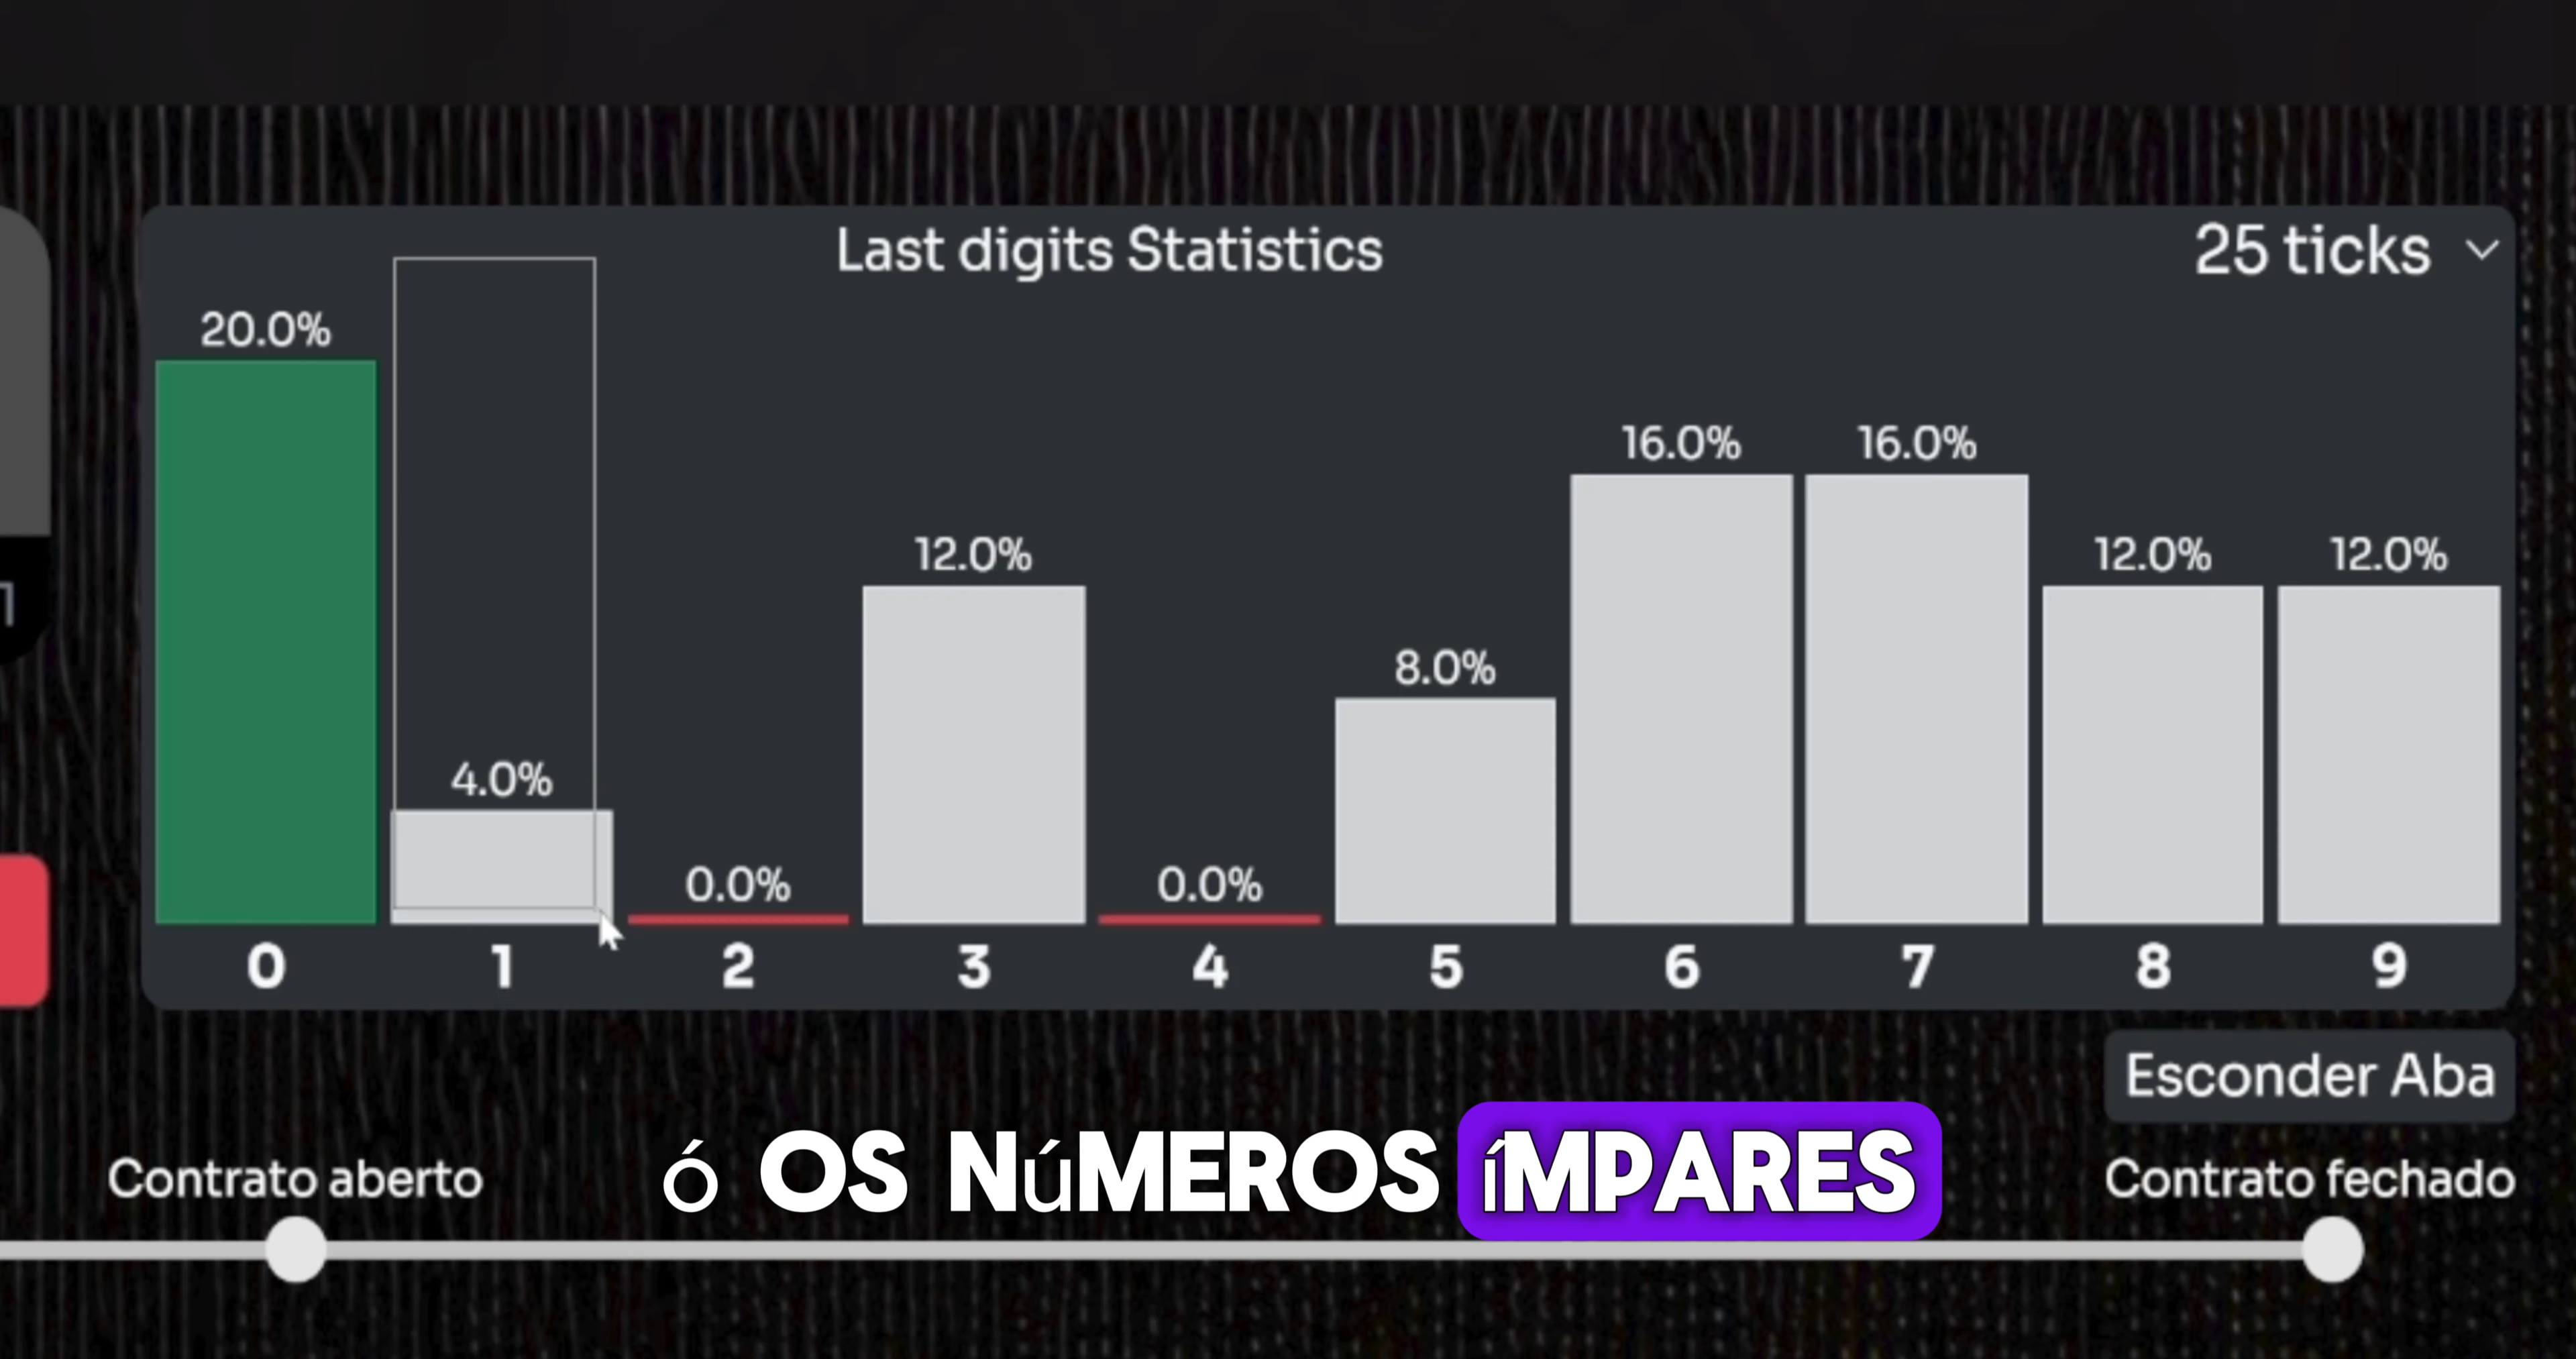 Last digits Statistics
25 ticks
20.0%
4.0%
0.0%
12.0%
0.0%
8.0%
16.0%
16.0%
12.0%
12.0%
0 1 2 3 4 5 6 7 8 9
Esconder Aba
Contrato aberto
ó OS NúMEROS íMPARES
Contrato fechado